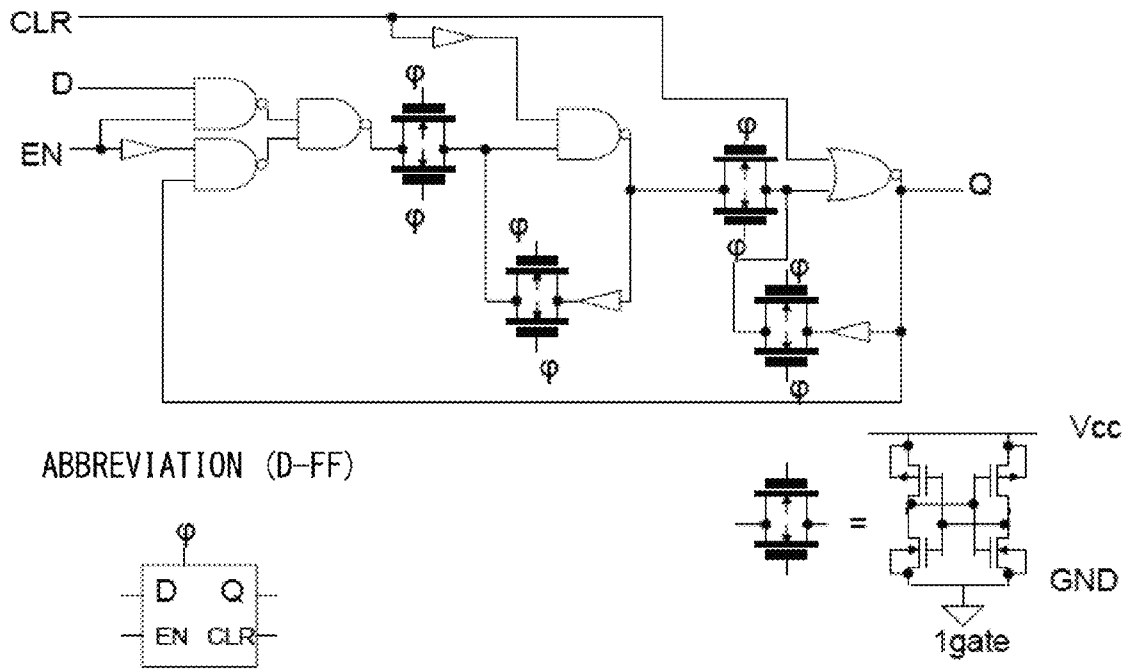 CLR
D
EN
φ
φ
φ
φ
φ
φ
φ
φ
Q
ABBREVIATION (D-FF)
φ
D Q
EN CLR
=
Vcc
GND
1gate